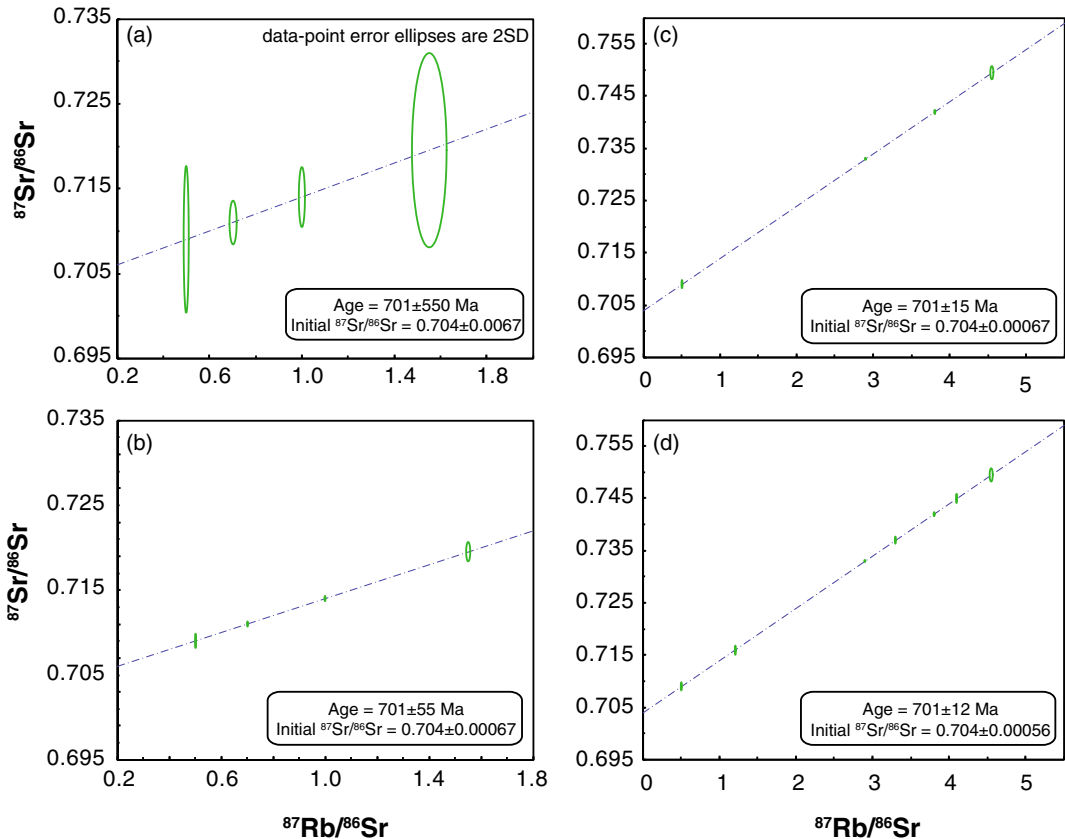 (a)
data-point error ellipses are 2SD
0.735
0.725
0.715
0.705
0.695
⁸⁷Sr/⁸⁶Sr
Age = 701±550 Ma
Initial ⁸⁷Sr/⁸⁶Sr = 0.704±0.0067
0.2 0.6 1.0 1.4 1.8
(c)
0.755
0.745
0.735
0.725
0.715
0.705
0.695
Age = 701±15 Ma
Initial ⁸⁷Sr/⁸⁶Sr = 0.704±0.00067
0 1 2 3 4 5
(b)
0.735
0.725
0.715
0.705
0.695
⁸⁷Sr/⁸⁶Sr
Age = 701±55 Ma
Initial ⁸⁷Sr/⁸⁶Sr = 0.704±0.00067
0.2 0.6 1.0 1.4 1.8
⁸⁷Rb/⁸⁶Sr
(d)
0.755
0.745
0.735
0.725
0.715
0.705
0.695
Age = 701±12 Ma
Initial ⁸⁷Sr/⁸⁶Sr = 0.704±0.00056
0 1 2 3 4 5
⁸⁷Rb/⁸⁶Sr